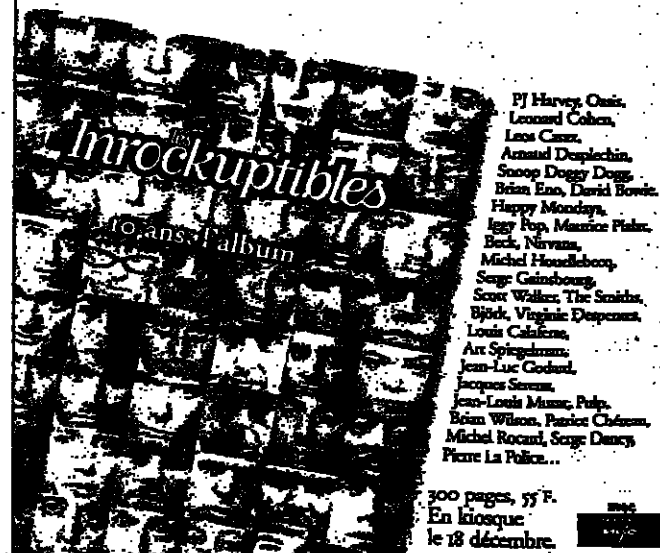 les
Inrockuptibles
10 ans d'album
PJ Harvey, Oasis,
Leonard Cohen,
Leos Carax,
Arnaud Desplechin,
Snoop Doggy Dogg,
Brian Eno, David Bowie,
Happy Mondays,
Iggy Pop, Maurice Pialat,
Beck, Nirvana,
Michel Houellebecq,
Serge Gainsbourg,
Scott Walker, The Smiths,
Björk, Virginie Despentes,
Louis Calaferte,
Art Spiegelman,
Jean-Luc Godard,
Jacques Serena,
Jean-Louis Murat, Pulp,
Brian Wilson, Patrice Chéreau,
Michel Rocard, Serge Daney,
Pierre La Police...
300 pages, 55 F.
En kiosque
le 18 décembre.